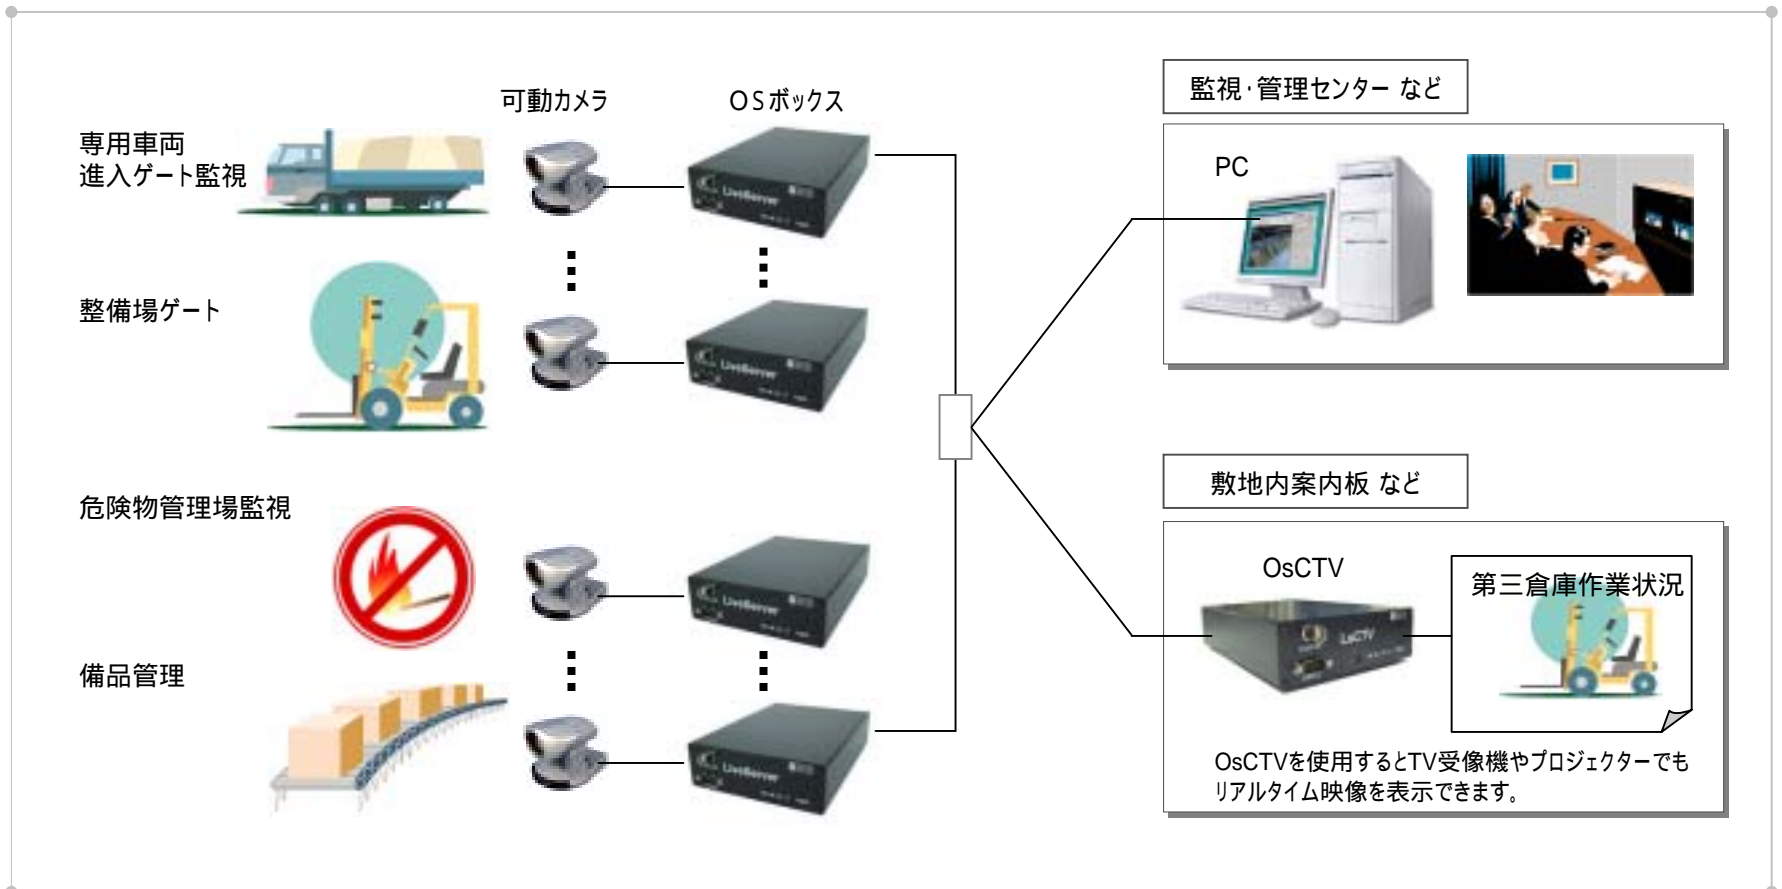 可動カメラ
OSボックス
専用車両
進入ゲート監視
LiveServer
整備場ゲート
LiveServer
危険物管理場監視
LiveServer
備品管理
LiveServer
監視・管理センター など
PC
敷地内案内板 など
OsCTV
LsCTV
第三倉庫作業状況
OsCTVを使用するとTV受像機やプロジェクターでも
リアルタイム映像を表示できます。